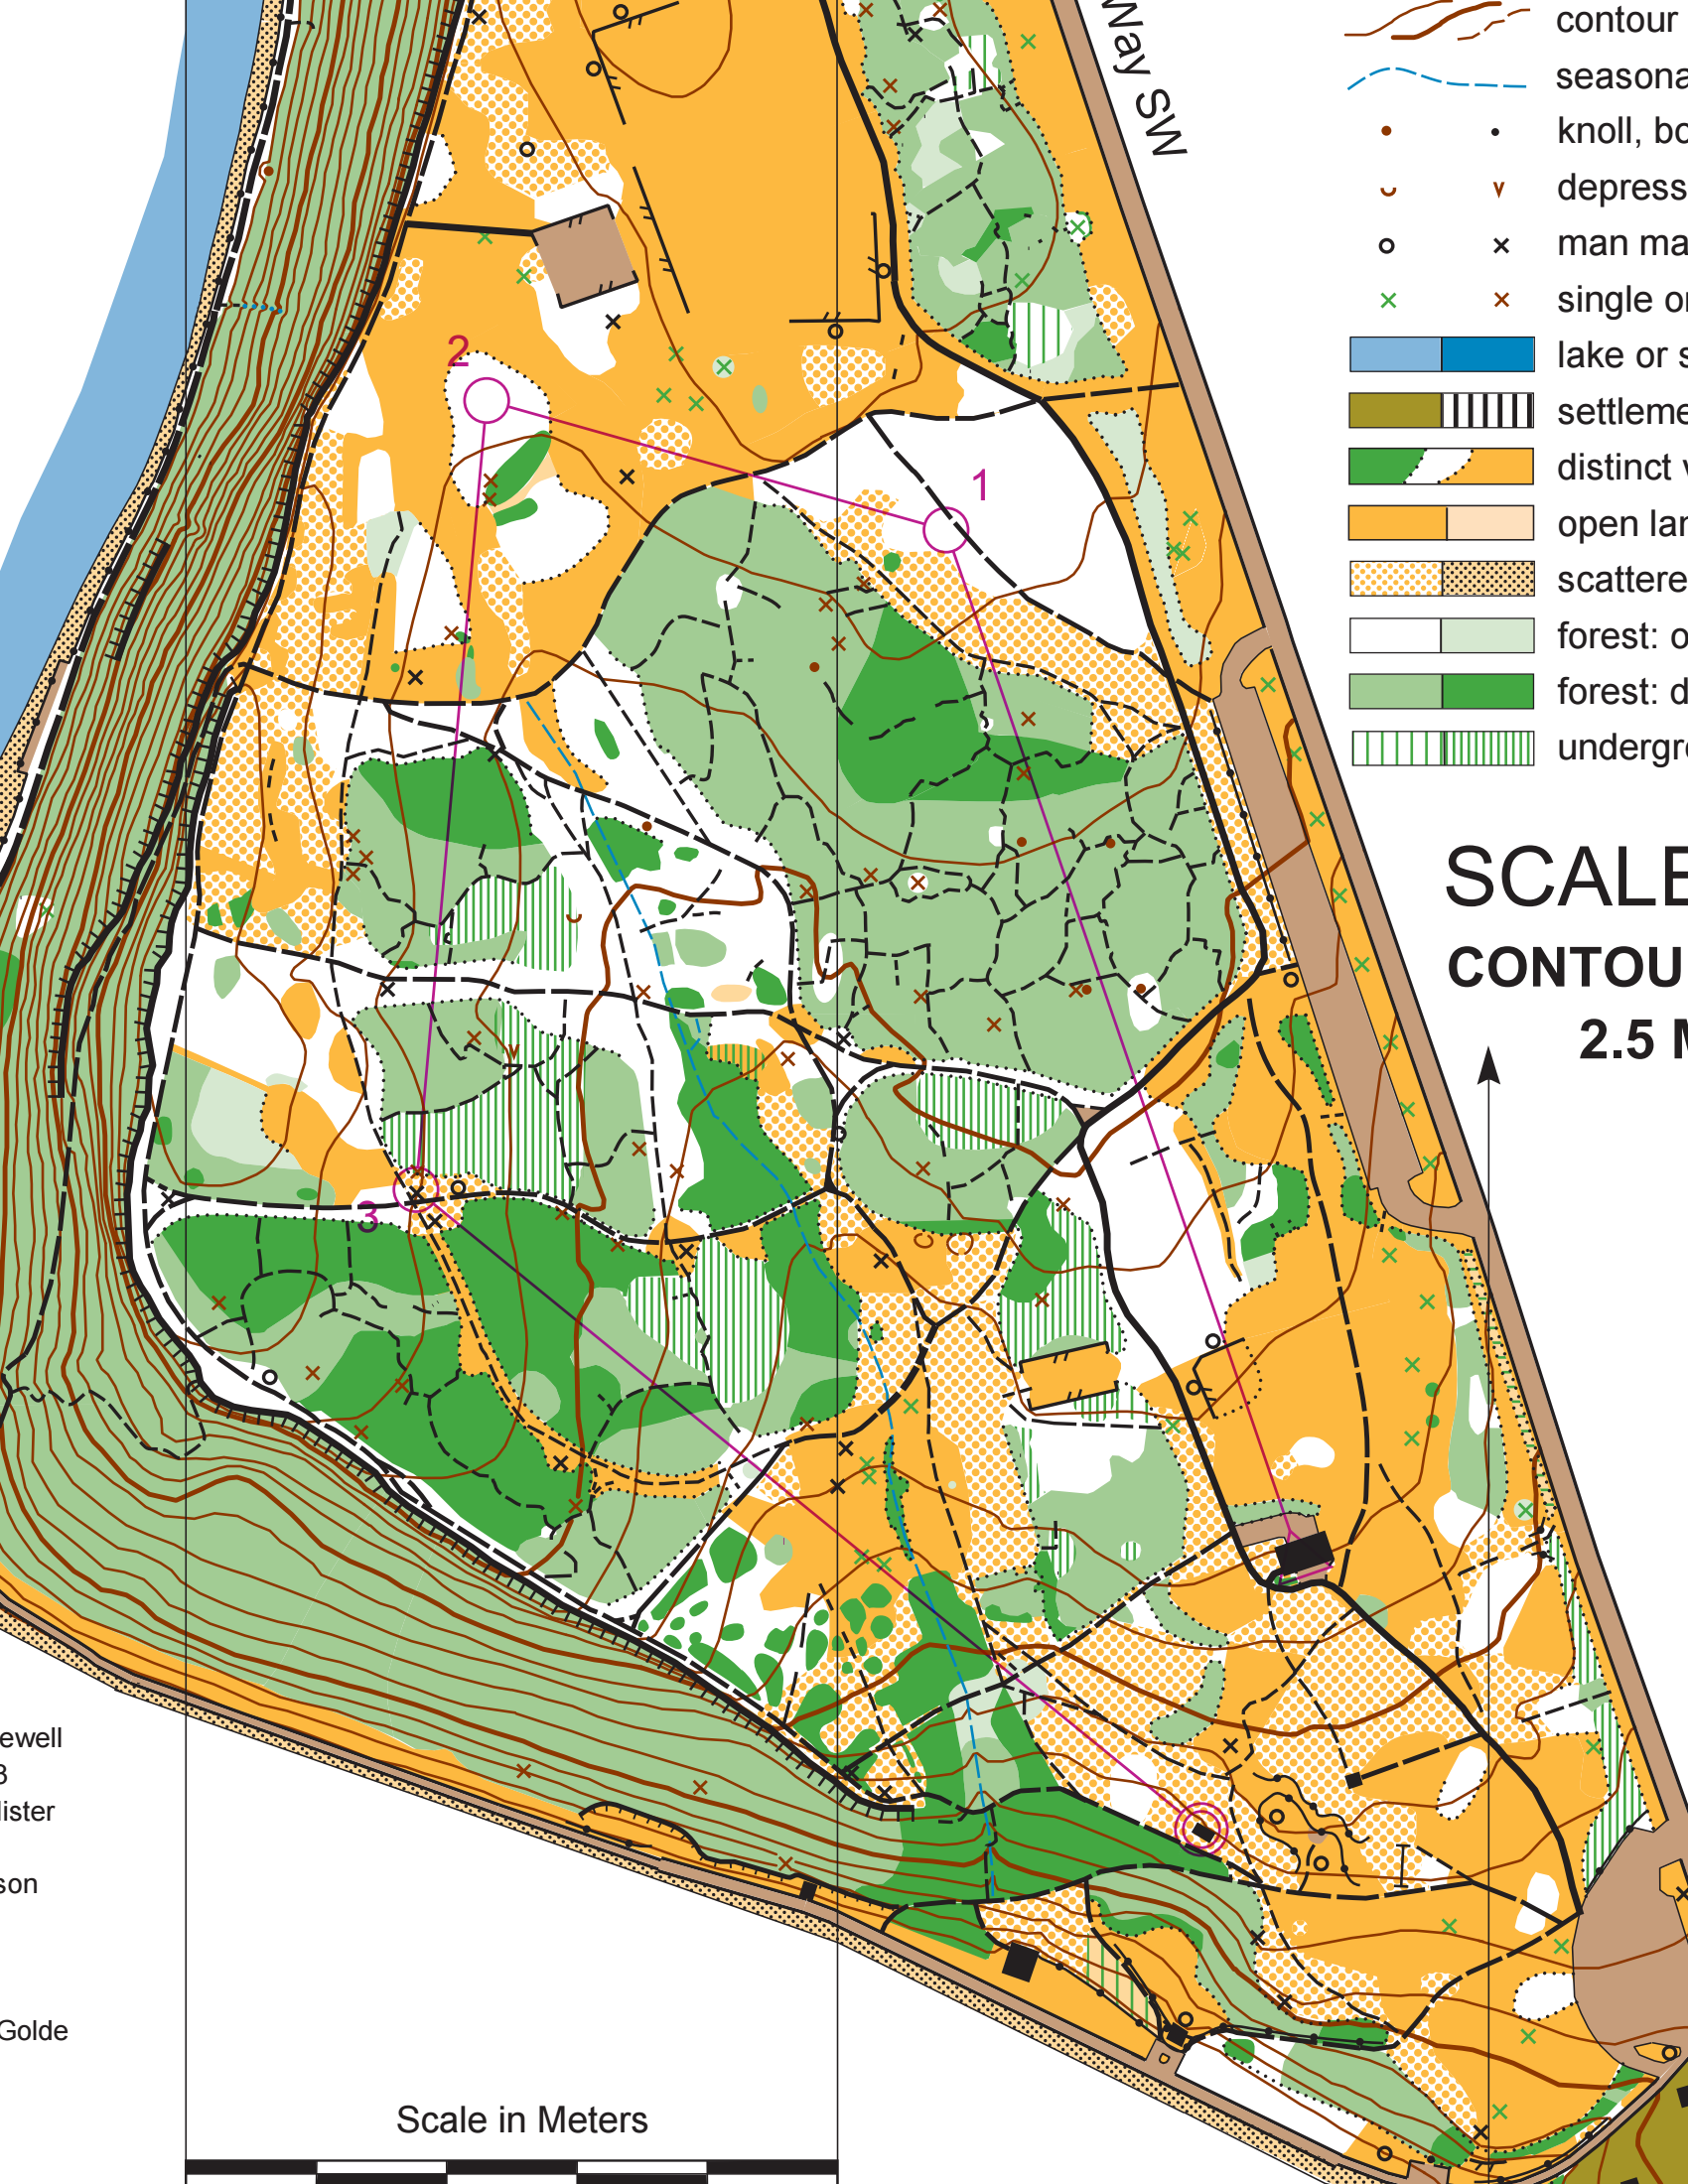 Way SW
contour
seasona
knoll, bo
depress
man ma
single or
lake or s
settleme
distinct v
open lan
scattere
forest: o
forest: d
undergr
SCALE
CONTOU
2.5 M
2
1
3
ewell
3
lister
son
Golde
Scale in Meters